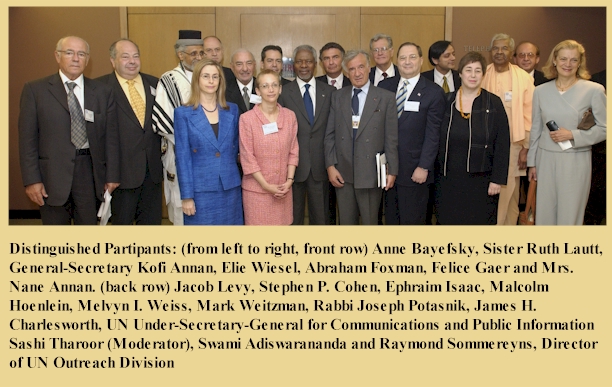 Distinguished Partipants: (from left to right, front row) Anne Bayefsky, Sister Ruth Lautt,
General-Secretary Kofi Annan, Elie Wiesel, Abraham Foxman, Felice Gaer and Mrs.
Nane Annan. (back row) Jacob Levy, Stephen P. Cohen, Ephraim Isaac, Malcolm
Hoenlein, Melvyn I. Weiss, Mark Weitzman, Rabbi Joseph Potasnik, James H.
Charlesworth, UN Under-Secretary-General for Communications and Public Information
Sashi Tharoor (Moderator), Swami Adiswarananda and Raymond Sommereyns, Director
of UN Outreach Division